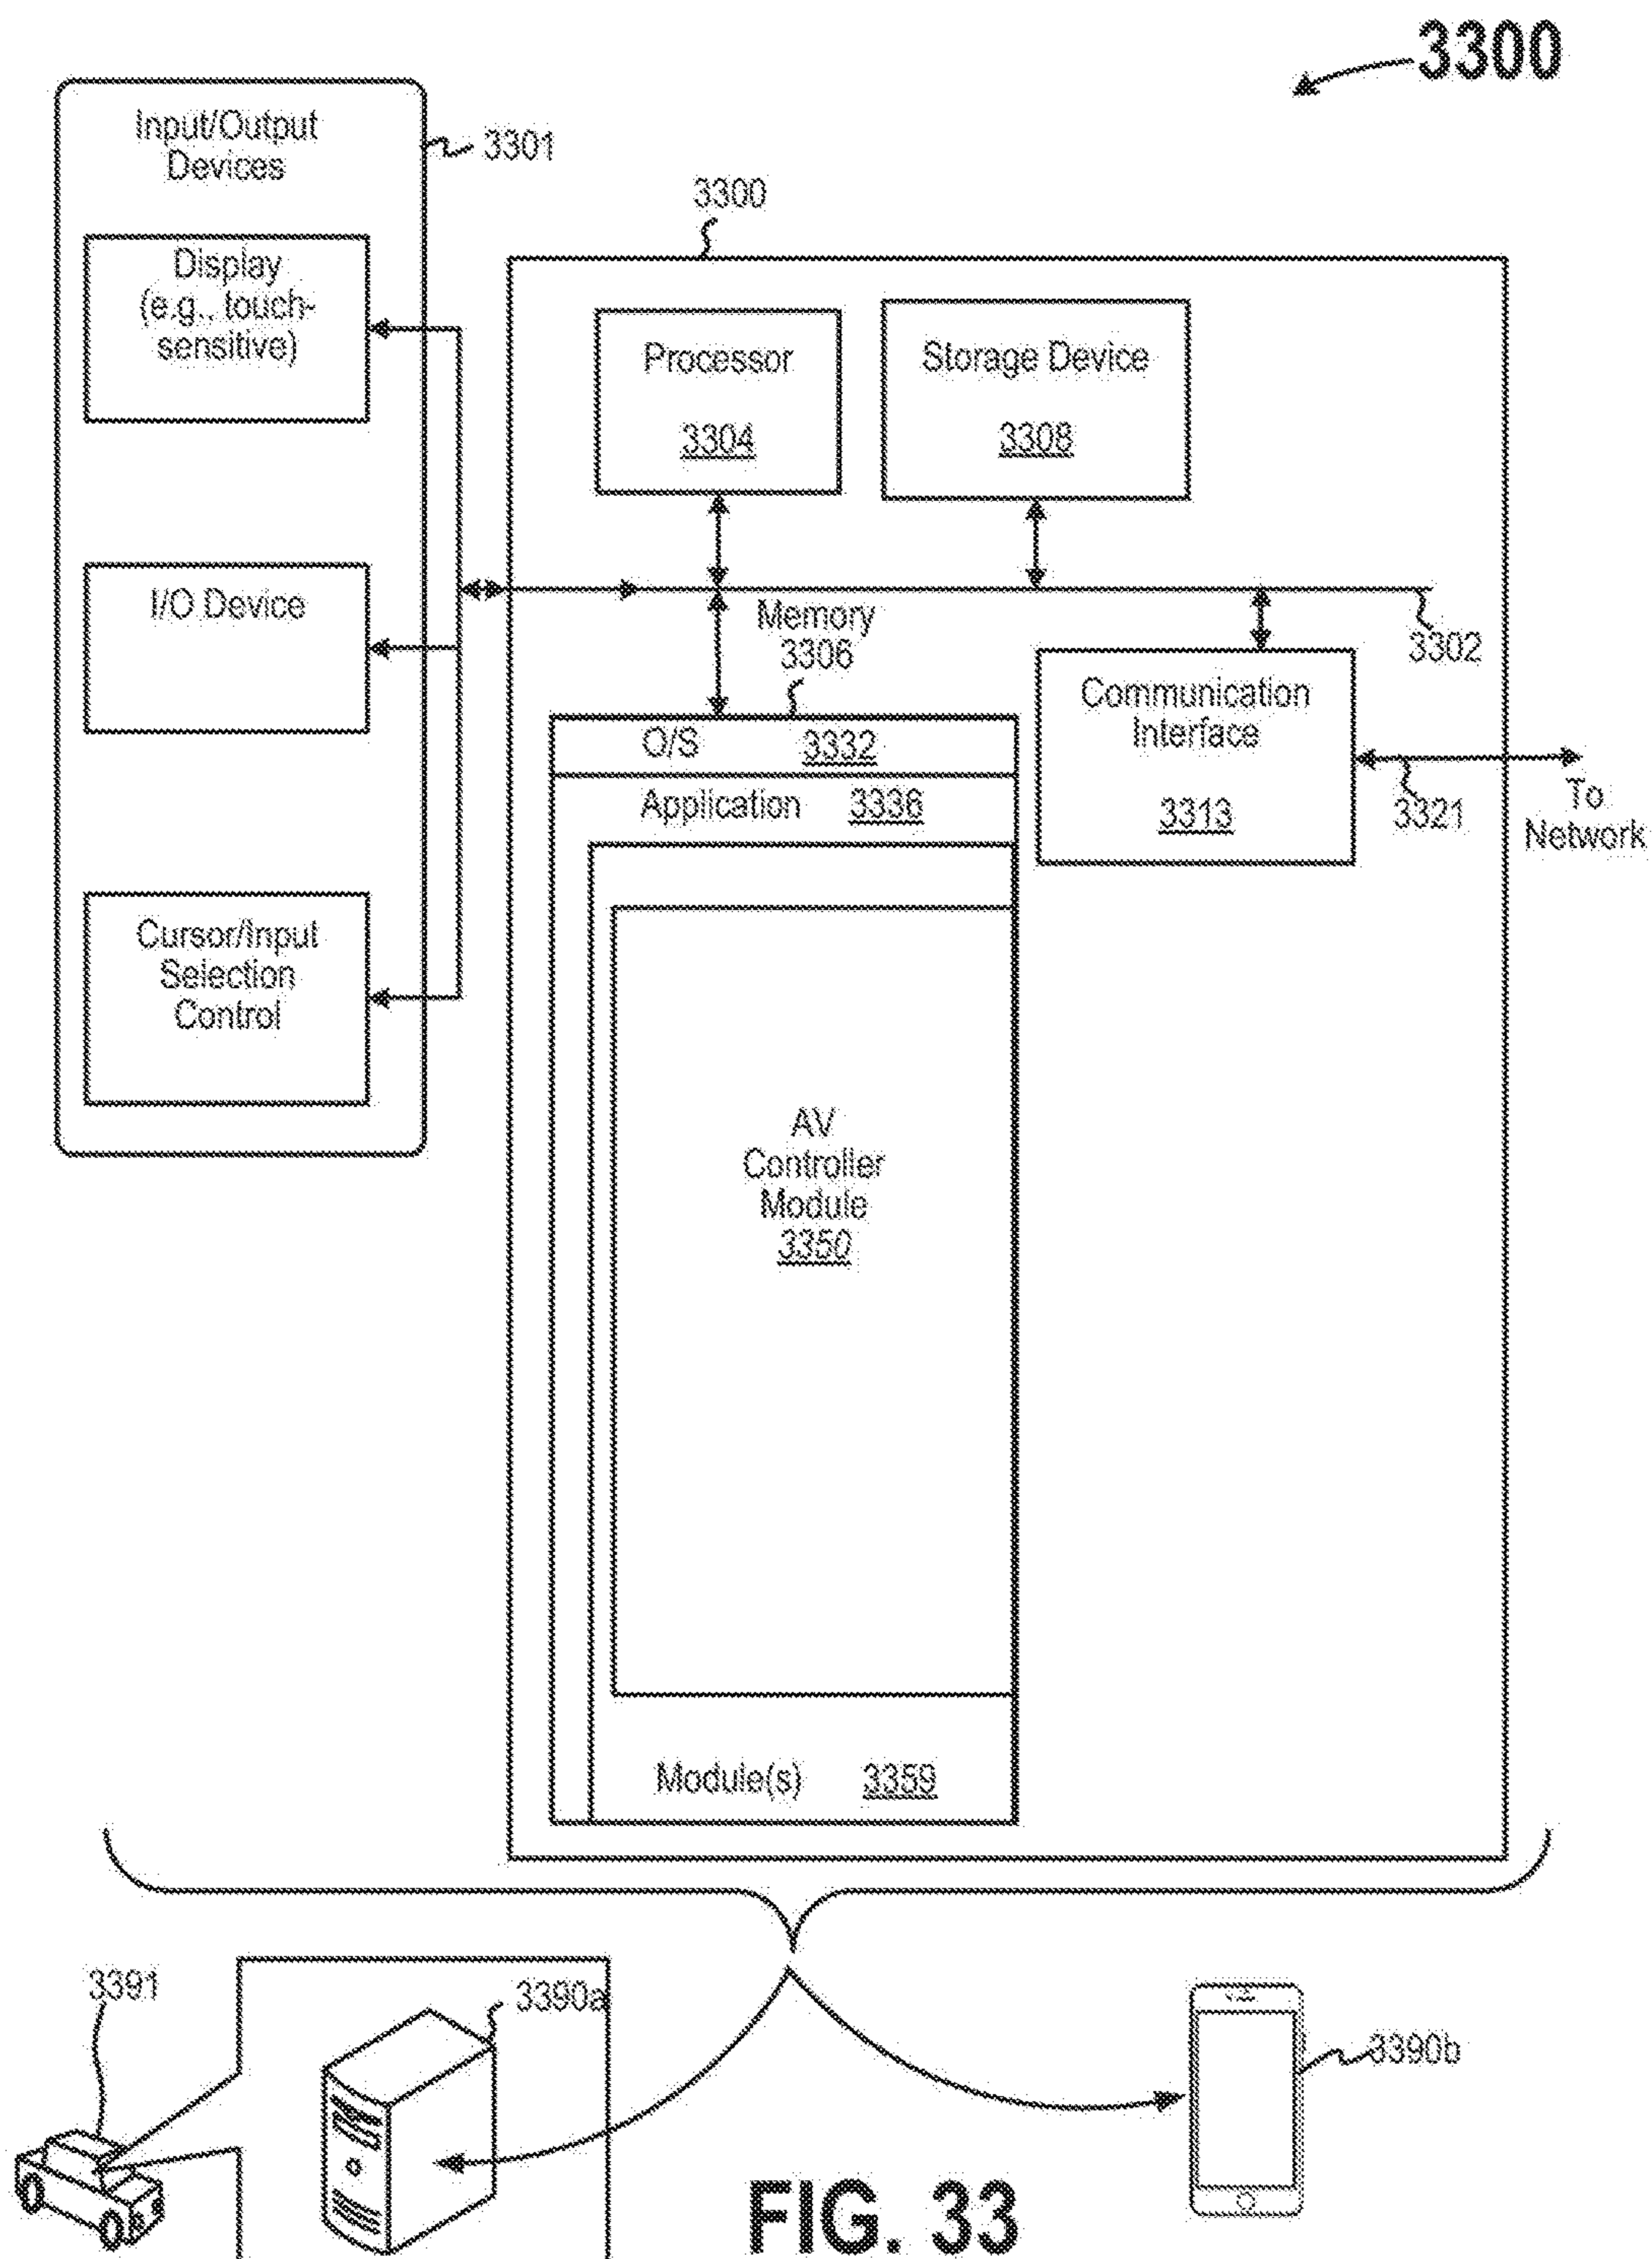 3300
Input/Output
Devices
3301
3300
Display
(e.g., touch-
sensitive)
Processor
3304
Storage Device
3308
I/O Device
Memory
3306
3302
Communication
Interface
3313
O/S 3332
Application 3336
3321
To
Network
Cursor/Input
Selection
Control
AV
Controller
Module
3350
Module(s) 3359
3391
3390a
3390b
FIG. 33